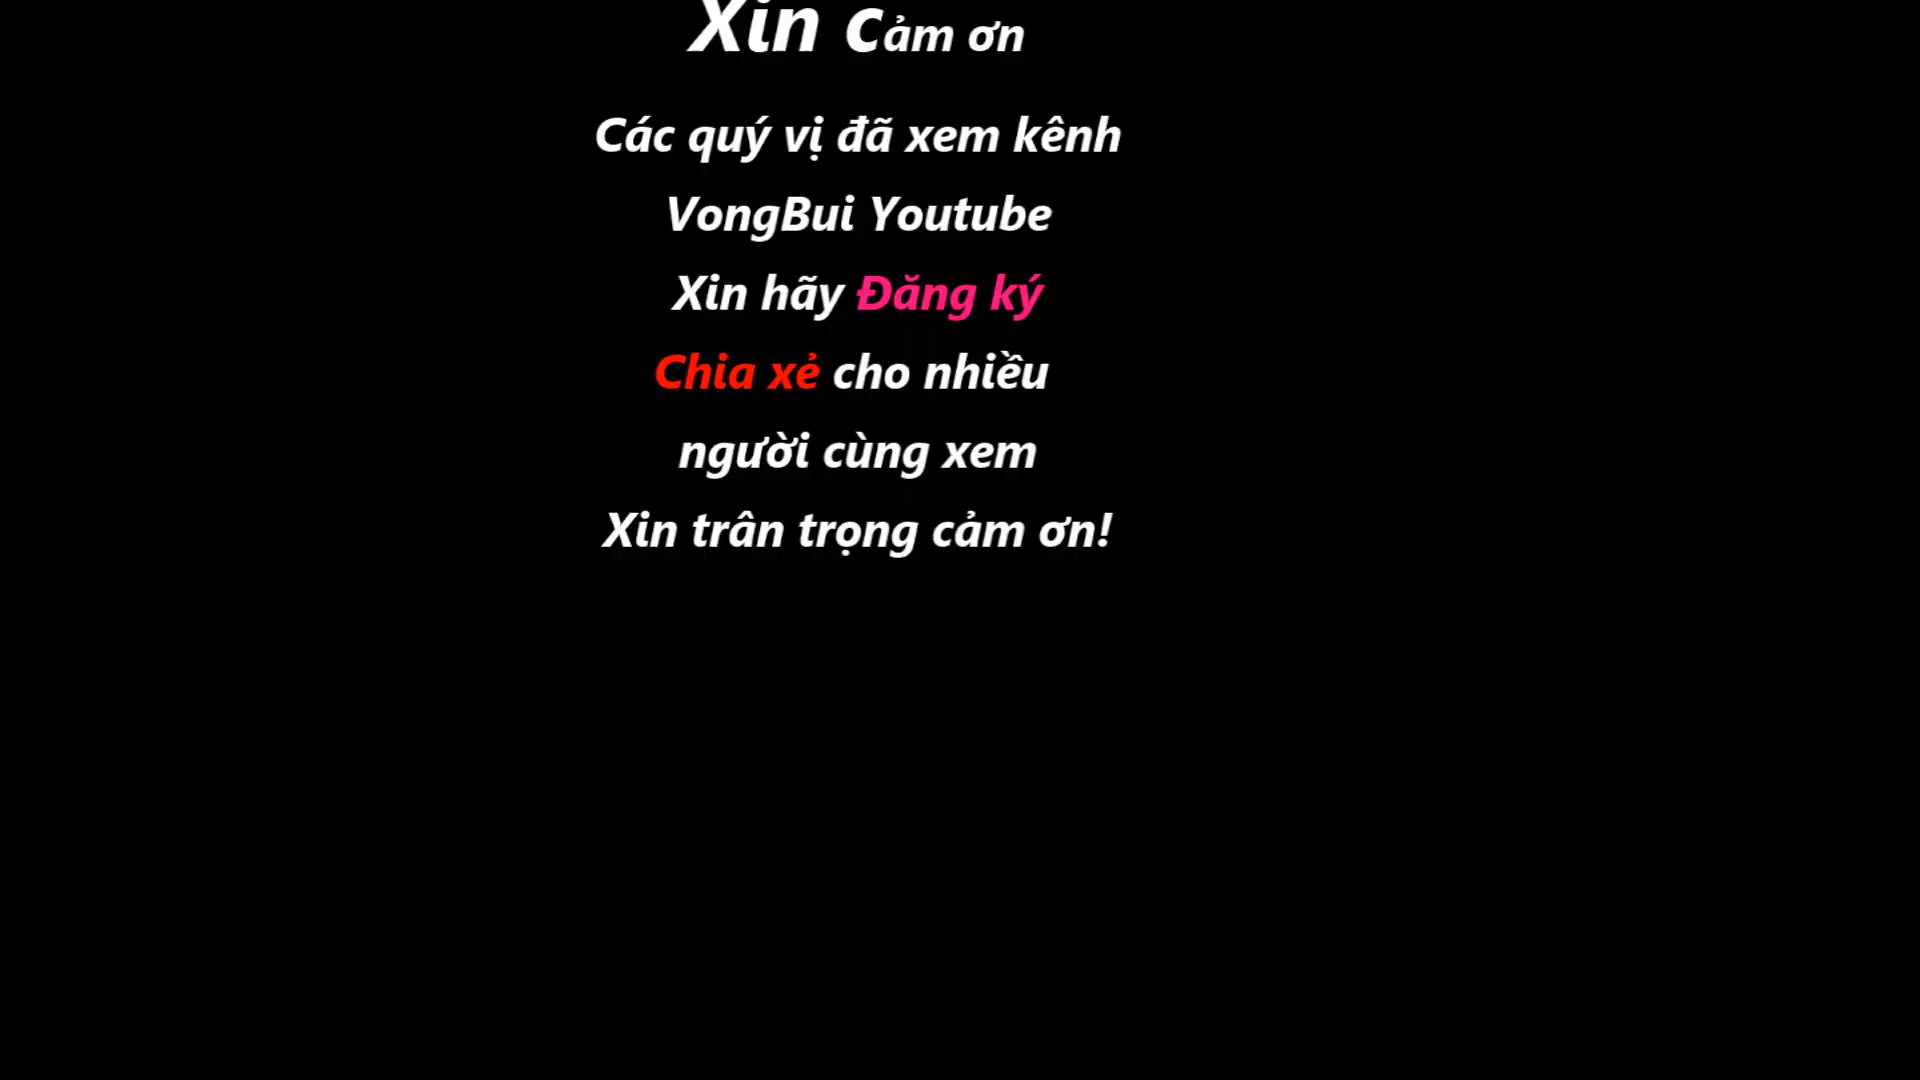 Xin cảm ơn
Các quý vị đã xem kênh
VongBui Youtube
Xin hãy Đăng ký
Chia xẻ cho nhiều
người cùng xem
Xin trân trọng cảm ơn!